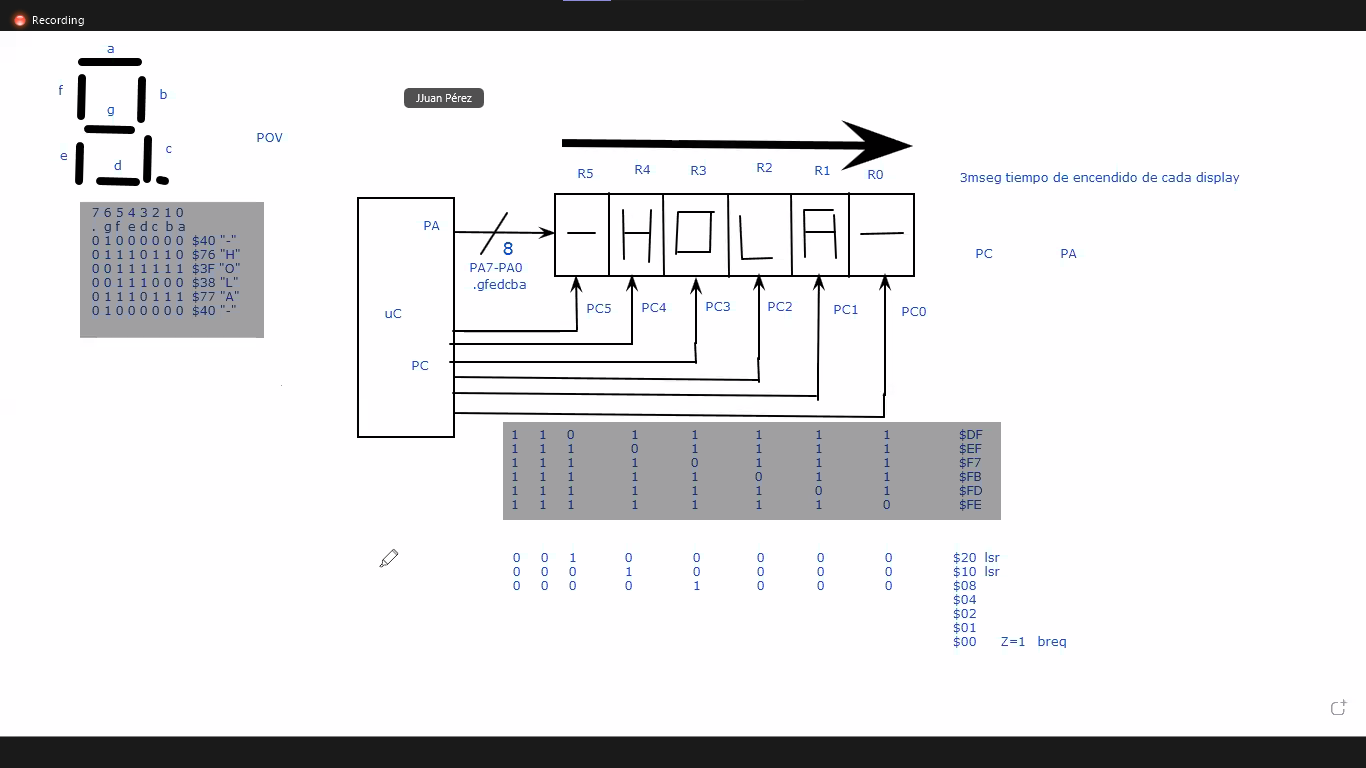 Recording
a
f
b
g
e
c
d
POV
7 6 5 4 3 2 1 0
. g f e d c b a
0 1 0 0 0 0 0 0 $40 "-"
0 1 1 1 0 1 1 0 $76 "H"
0 0 1 1 1 1 1 1 $3F "O"
0 0 1 1 1 0 0 0 $38 "L"
0 1 1 1 0 1 1 1 $77 "A"
0 1 0 0 0 0 0 0 $40 "-"
JJuan Pérez
R5 R4 R3 R2 R1 R0
3mseg tiempo de encendido de cada display
PA
8
PA7-PA0
.gfedcba
- H O L A -
PC PA
uC
PC
PC5 PC4 PC3 PC2 PC1 PC0
1 1 0 1 1 1 1 1 $DF
1 1 1 0 1 1 1 1 $EF
1 1 1 1 0 1 1 1 $F7
1 1 1 1 1 0 1 1 $FB
1 1 1 1 1 1 0 1 $FD
1 1 1 1 1 1 1 0 $FE
0 0 1 0 0 0 0 0 $20 lsr
0 0 0 1 0 0 0 0 $10 lsr
0 0 0 0 1 0 0 0 $08
$04
$02
$01
$00 Z=1 breq